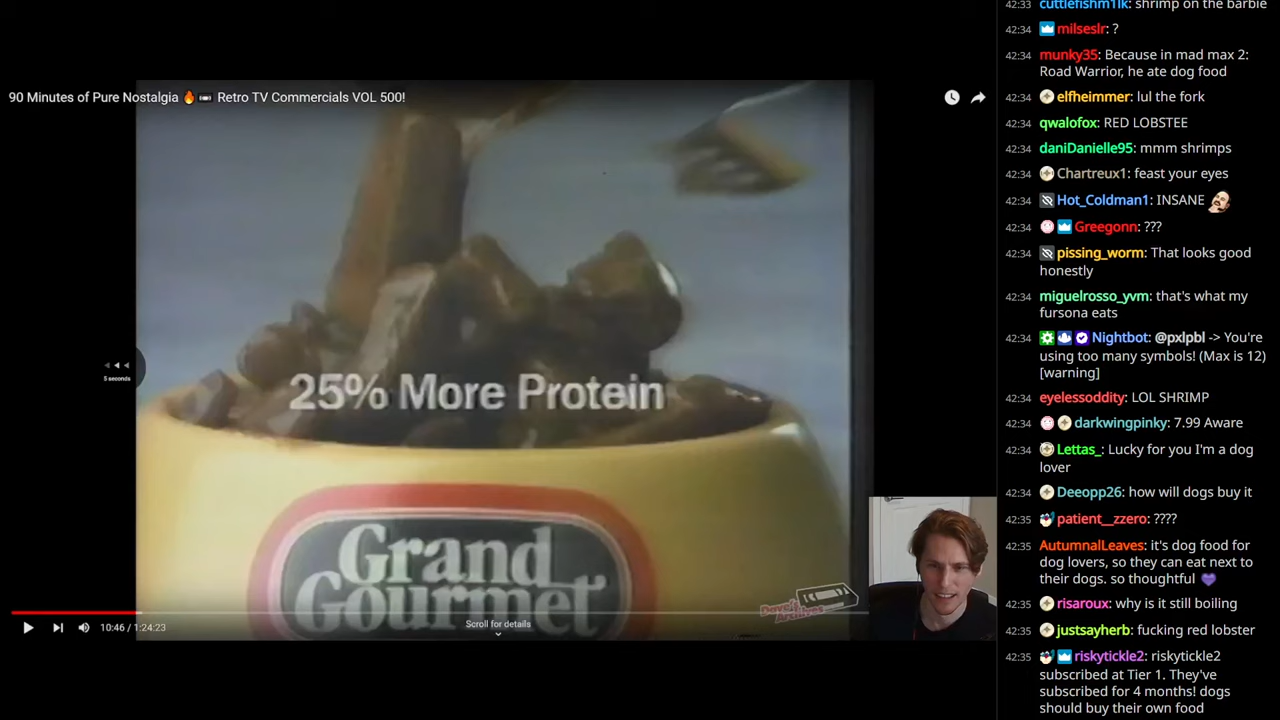 90 Minutes of Pure Nostalgia 🔥📼 Retro TV Commercials VOL 500!
5 seconds
25% More Protein
Grand
Gourmet
Dave's
Archives
Scroll for details
10:46 / 1:24:23
42:33 cuttlefishm1lk: shrimp on the barbie
42:34 milseslr: ?
42:34 munky35: Because in mad max 2:
Road Warrior, he ate dog food
42:34 elfheimmer: lul the fork
42:34 qwalofox: RED LOBSTEE
42:34 daniDanielle95: mmm shrimps
42:34 Chartreux1: feast your eyes
42:34 Hot_Coldman1: INSANE
42:34 Greegonn: ???
42:34 pissing_worm: That looks good
honestly
42:34 miguelrosso_yvm: that's what my
fursona eats
42:34 Nightbot: @pxlpbl -> You're
using too many symbols! (Max is 12)
[warning]
42:34 eyelessoddity: LOL SHRIMP
42:34 darkwingpinky: 7.99 Aware
42:34 Lettas_: Lucky for you I'm a dog
lover
42:34 Deeopp26: how will dogs buy it
42:35 patient__zzero: ????
42:35 AutumnalLeaves: it's dog food for
dog lovers, so they can eat next to
their dogs. so thoughtful 💜
42:35 risaroux: why is it still boiling
42:35 justsayherb: fucking red lobster
42:35 riskytickle2: riskytickle2
subscribed at Tier 1. They've
subscribed for 4 months! dogs
should buy their own food